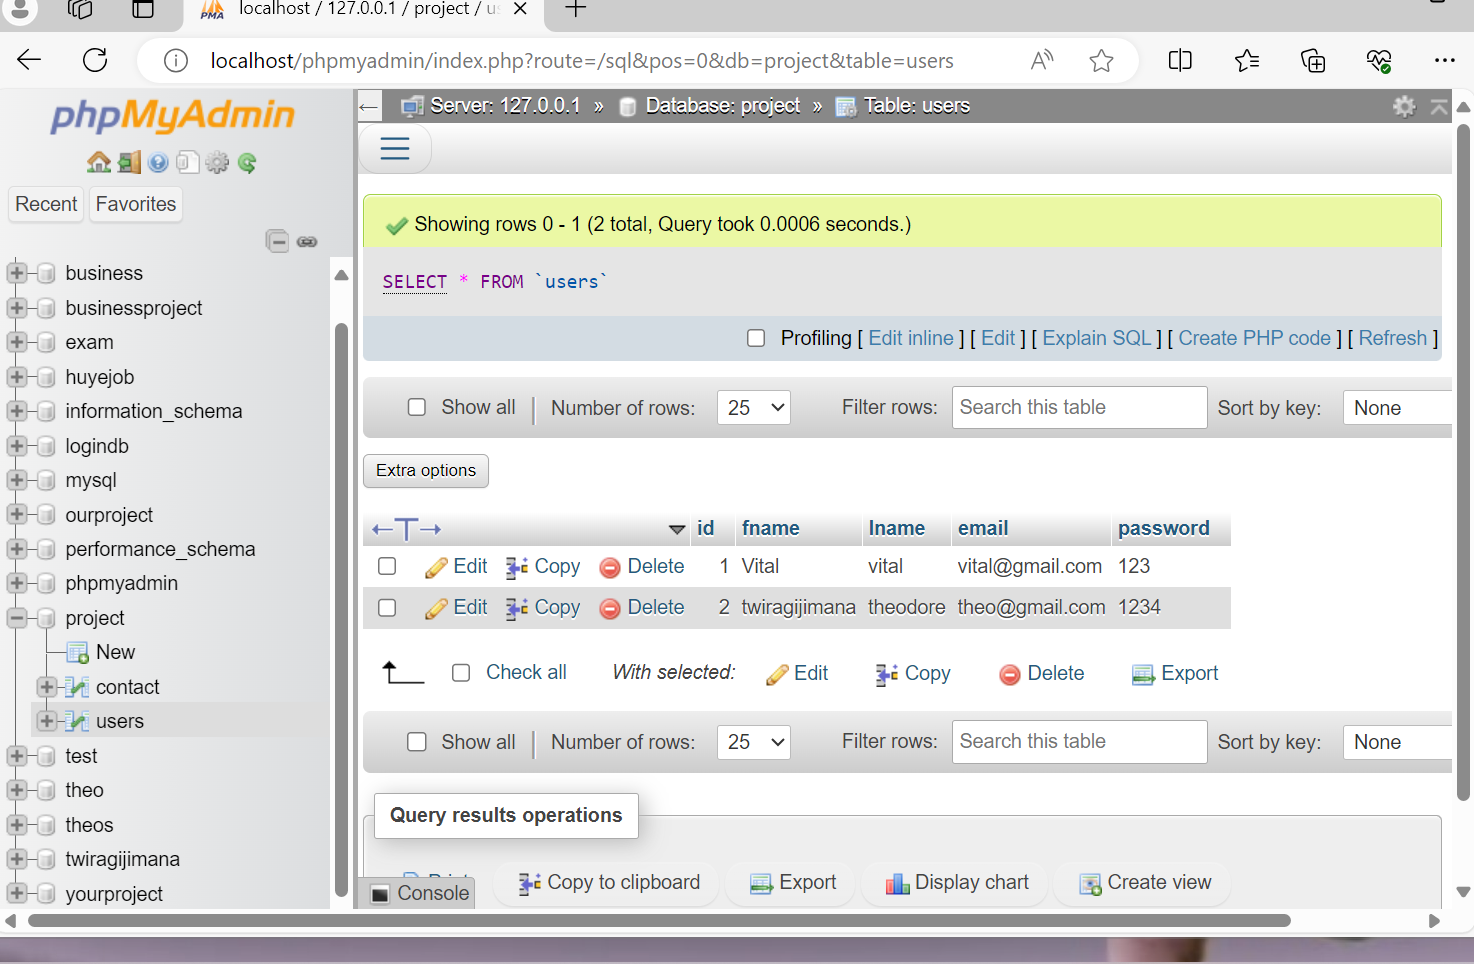 PMA localhost / 127.0.0.1 / project / us
localhost/phpmyadmin/index.php?route=/sql&pos=0&db=project&table=users
phpMyAdmin
Recent Favorites
business
businessproject
exam
huyejob
information_schema
logindb
mysql
ourproject
performance_schema
phpmyadmin
project
New
contact
users
test
theo
theos
twiragijimana
yourproject
Server: 127.0.0.1 » Database: project » Table: users
Showing rows 0 - 1 (2 total, Query took 0.0006 seconds.)
SELECT * FROM `users`
Profiling [ Edit inline ] [ Edit ] [ Explain SQL ] [ Create PHP code ] [ Refresh ]
Show all | Number of rows: 25 Filter rows: Search this table Sort by key: None
Extra options
←T→ id fname lname email password
Edit Copy Delete 1 Vital vital vital@gmail.com 123
Edit Copy Delete 2 twiragijimana theodore theo@gmail.com 1234
Check all With selected: Edit Copy Delete Export
Show all | Number of rows: 25 Filter rows: Search this table Sort by key: None
Query results operations
Print Copy to clipboard Export Display chart Create view
Console